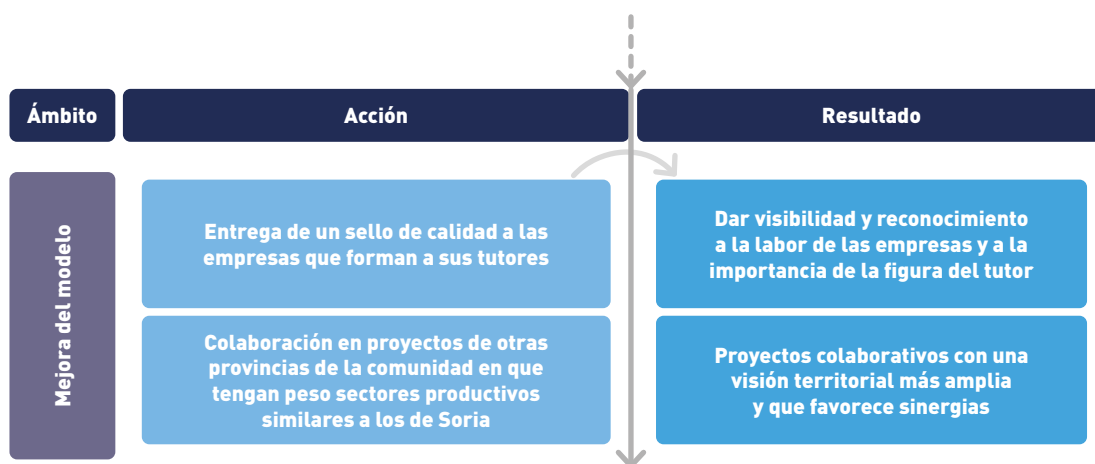 Ámbito
Acción
Resultado
Mejora del modelo
Entrega de un sello de calidad a las
empresas que forman a sus tutores
Dar visibilidad y reconocimiento
a la labor de las empresas y a la
importancia de la figura del tutor
Colaboración en proyectos de otras
provincias de la comunidad en que
tengan peso sectores productivos
similares a los de Soria
Proyectos colaborativos con una
visión territorial más amplia
y que favorece sinergias